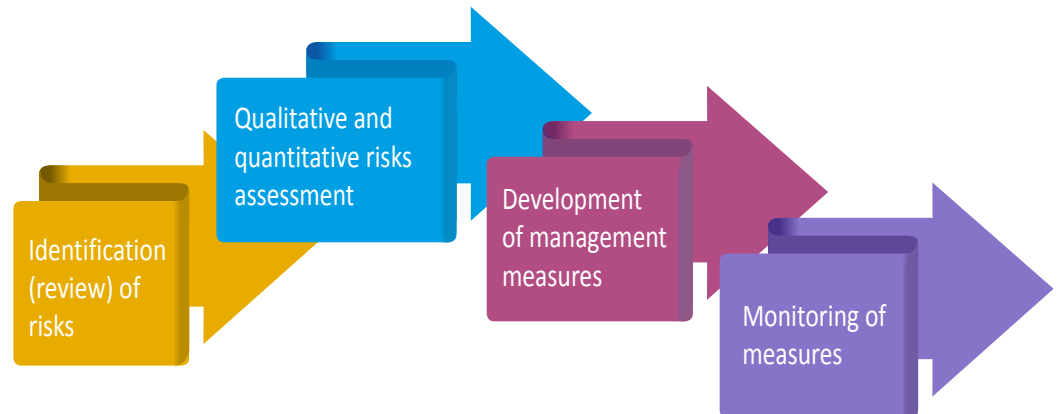 Identification
(review) of
risks
Qualitative and
quantitative risks
assessment
Development
of management
measures
Monitoring of
measures